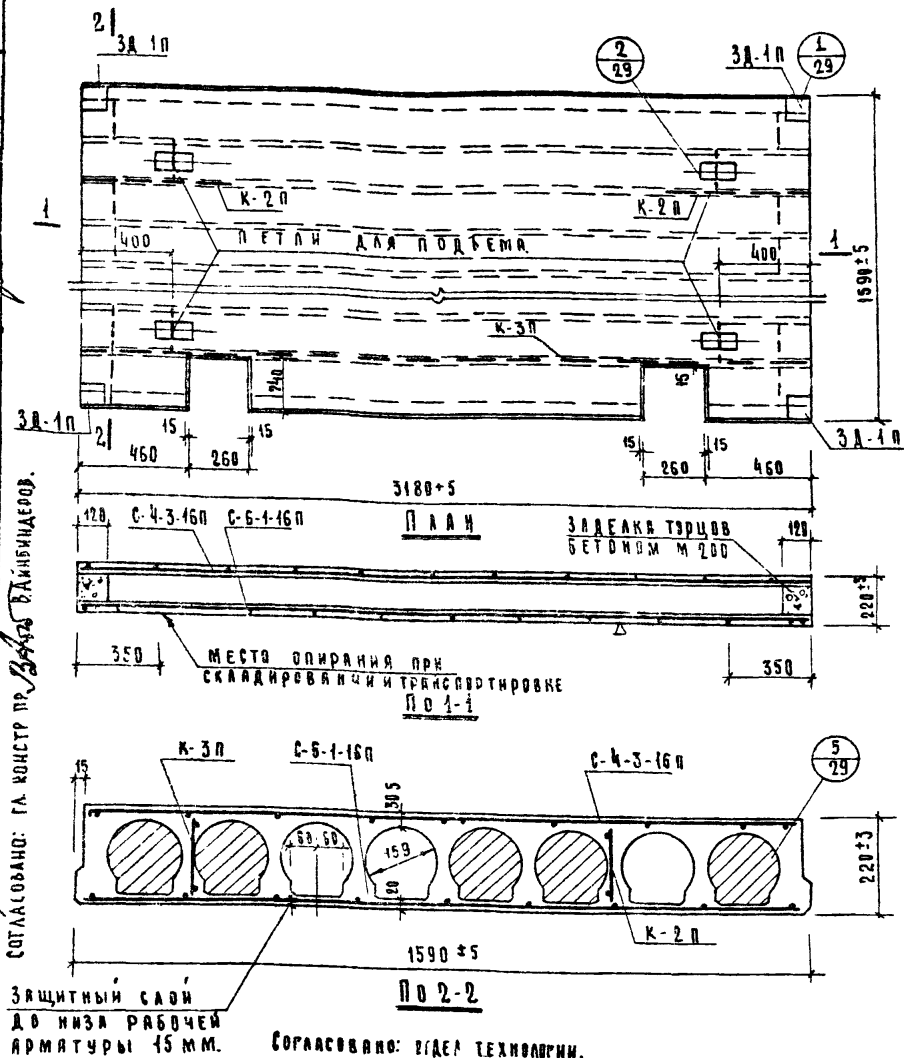 2
ЗД-1П
2
29
ЗД-1П
1
29
К-2П
К-2П
1
ПЕТЛИ ДЛЯ ПОДЪЕМА
1
400
400
1590±5
К-3П
240
ЗД-1П
2
15
15
15
15
ЗД-1П
460
260
260
460
3180±5
ПЛАН
120
С-4-3-16П
С-6-1-16П
ЗАДЕЛКА ТОРЦОВ
БЕТОНОМ М 200
120
220±3
350
МЕСТО ОПИРАНИЯ ПРИ
СКЛАДИРОВАНИИ И ТРАНСПОРТИРОВКЕ
350
ПО 1-1
К-3П
С-6-1-16П
С-4-3-16П
5
29
15
30.5
60 60
159
20
220±3
К-2П
1590±5
ПО 2-2
ЗАЩИТНЫЙ СЛОЙ
ДО НИЗА РАБОЧЕЙ
АРМАТУРЫ 15 ММ.
СОГЛАСОВАНО: ОТДЕЛ ТЕХНОЛОГИИ.
СОГЛАСОВАНО: ГЛ. КОНСТР ПР. В.АЙНБИНДЕРОВ.